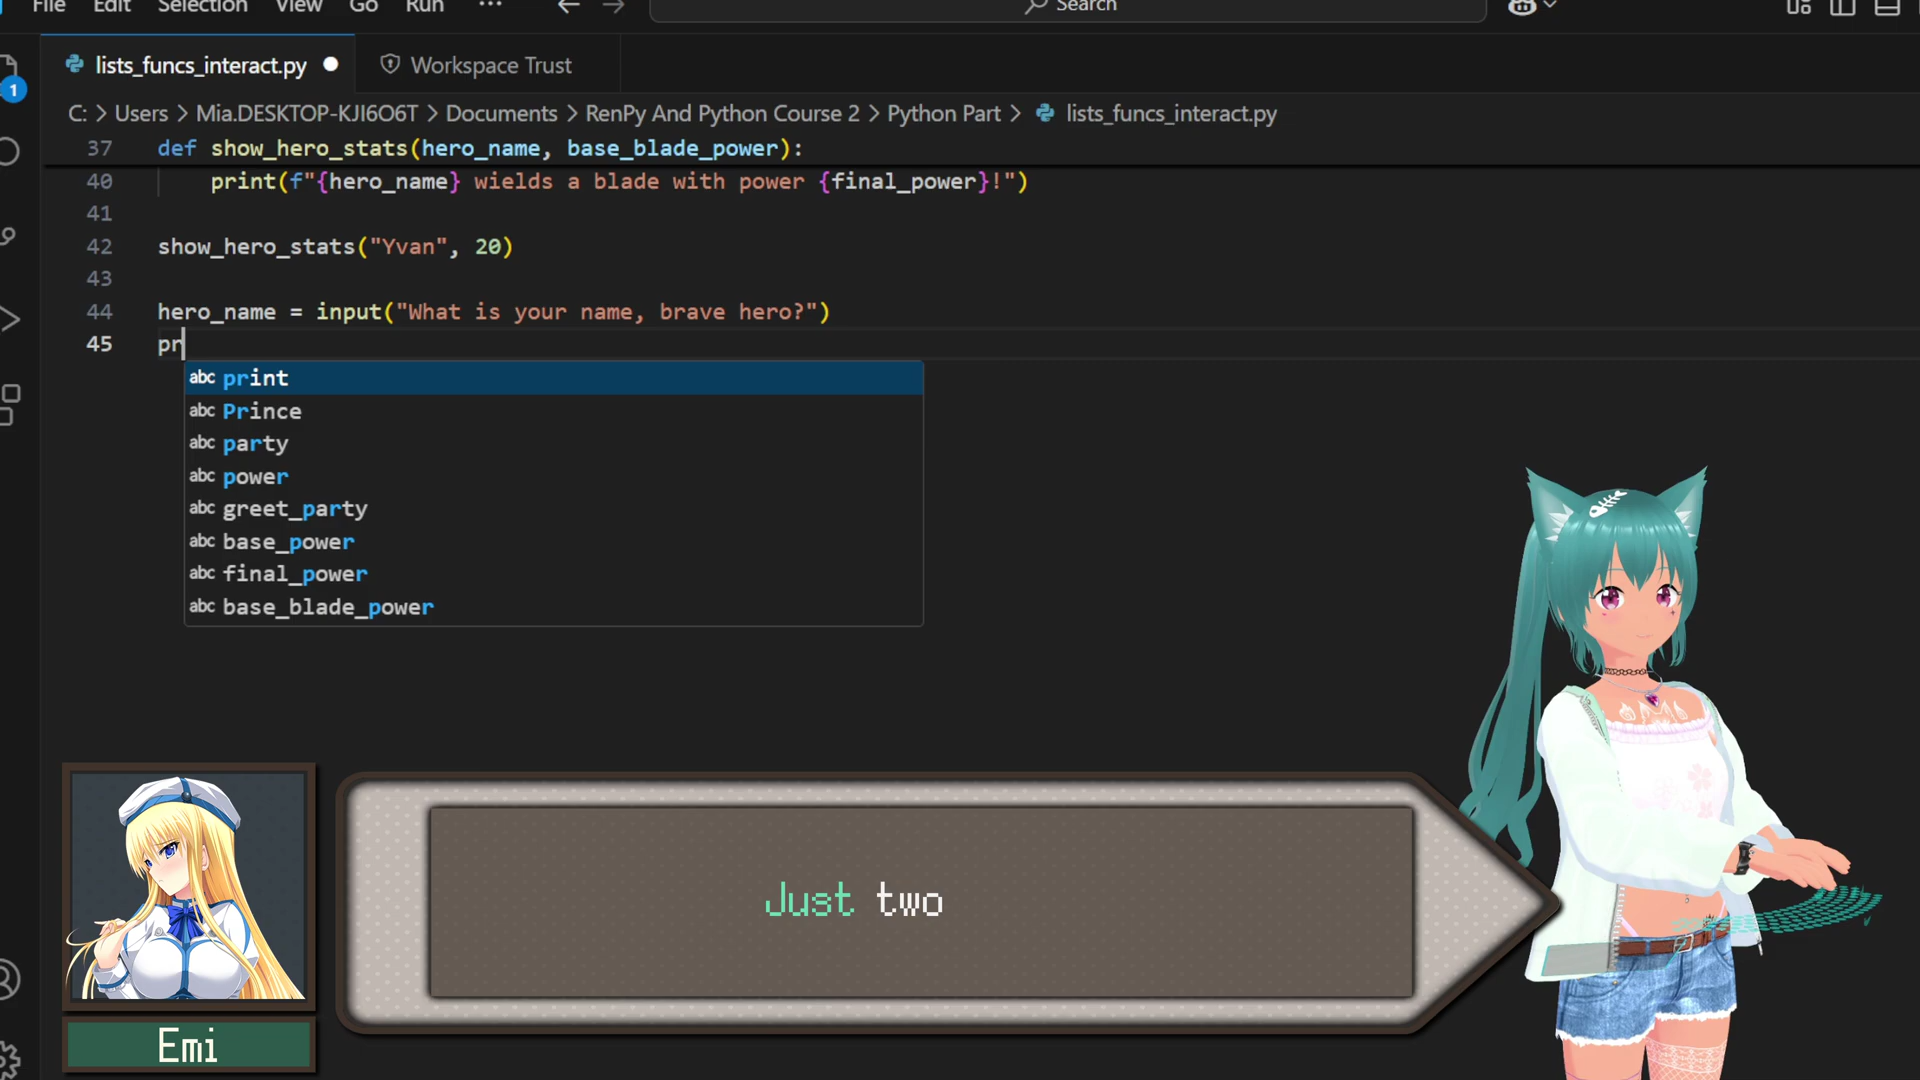 File Edit Selection View Go Run ... Search
lists_funcs_interact.py Workspace Trust
1
C: > Users > Mia.DESKTOP-KJI6O6T > Documents > RenPy And Python Course 2 > Python Part > lists_funcs_interact.py
37 def show_hero_stats(hero_name, base_blade_power):
40 print(f"{hero_name} wields a blade with power {final_power}!")
41
42 show_hero_stats("Yvan", 20)
43
44 hero_name = input("What is your name, brave hero?")
45 pr
abc print
abc Prince
abc party
abc power
abc greet_party
abc base_power
abc final_power
abc base_blade_power
Just two
Emi